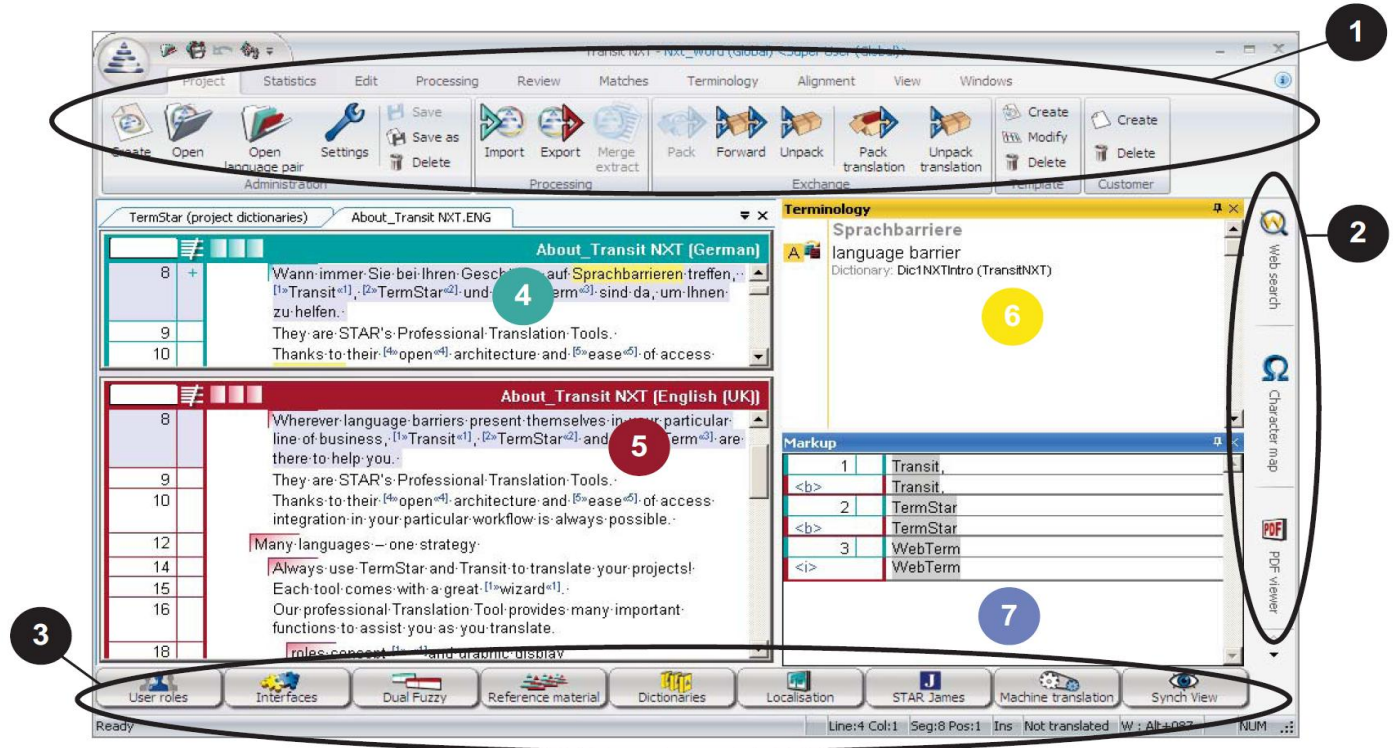 1
Transit NXT - Nxt_Word (Global) <Super User (Global)>
Project Statistics Edit Processing Review Matches Terminology Alignment View Windows
Create
Open
Open
language pair
Settings
Save
Save as
Delete
Administration
Import
Export
Merge
extract
Processing
Pack
Forward
Unpack
Pack
translation
Unpack
translation
Exchange
Create
Modify
Delete
Template
Create
Delete
Customer
TermStar (project dictionaries) About_Transit NXT.ENG
About_Transit NXT (German)
8 + Wann·immer·Sie·bei·Ihren· auf·Sprachbarrieren·treffen,·
[1»Transit«1],·[2»TermStar«2]·und· erm«3]·sind·da,·um·Ihnen·
zu·helfen.·
4
9 They·are·STAR's·Professional·Translation·Tools.·
10 Thanks·to·their·[4»open«4]·architecture·and·[5»ease«5]·of·access·
About_Transit NXT (English (UK))
8 Wherever·language·barriers·present·themselves·in·your·particular·
line·of·business,·[1»Transit«1],·[2»TermStar«2]·and· Term«3]·are·
there·to·help·you.·
5
9 They·are·STAR's·Professional·Translation·Tools.·
10 Thanks·to·their·[4»open«4]·architecture·and·[5»ease«5]·of·access·
integration·in·your·particular·workflow·is·always·possible.·
12 Many·languages·–·one·strategy·
14 Always·use·TermStar·and·Transit·to·translate·your·projects!·
15 Each·tool·comes·with·a·great·[1»wizard«1].·
16 Our·professional·Translation·Tool·provides·many·important·
functions·to·assist·you·as·you·translate.
18 roles·concept·[1» «1]and·graphic·display
Terminology
Sprachbarriere
A language barrier
Dictionary: Dic1NXTIntro (TransitNXT)
6
Markup
1 Transit,
<b> Transit,
2 TermStar
<b> TermStar
3 WebTerm
<i> WebTerm
7
2
Web search
Ω
Character map
PDF
PDF viewer
3
User roles
Interfaces
Dual Fuzzy
Reference material
Dictionaries
Localisation
J
STAR James
Machine translation
Synch View
Ready Line:4 Col:1 Seg:8 Pos:1 Ins Not translated W : Alt+087 NUM